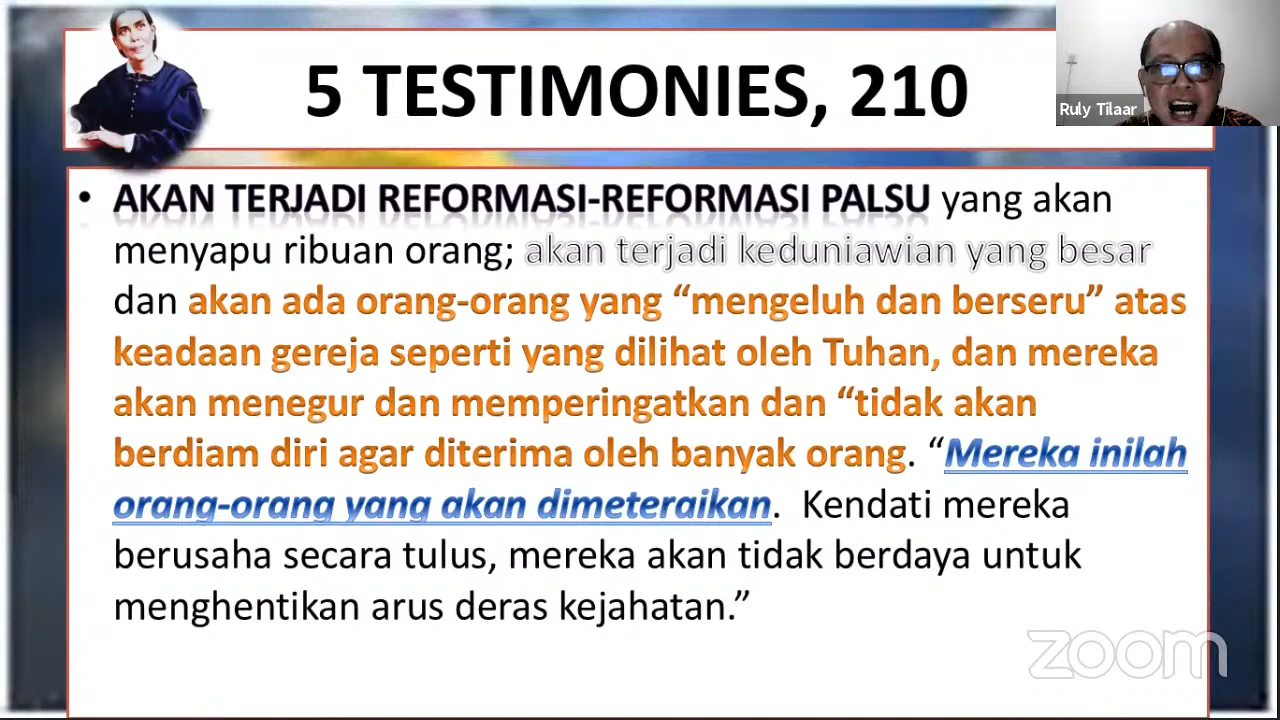 5 TESTIMONIES, 210
Ruly Tilaar
• AKAN TERJADI REFORMASI-REFORMASI PALSU yang akan
menyapu ribuan orang; akan terjadi keduniawian yang besar
dan akan ada orang-orang yang “mengeluh dan berseru” atas
keadaan gereja seperti yang dilihat oleh Tuhan, dan mereka
akan menegur dan memperingatkan dan “tidak akan
berdiam diri agar diterima oleh banyak orang. “Mereka inilah
orang-orang yang akan dimeteraikan.  Kendati mereka
berusaha secara tulus, mereka akan tidak berdaya untuk
menghentikan arus deras kejahatan.”
zoom